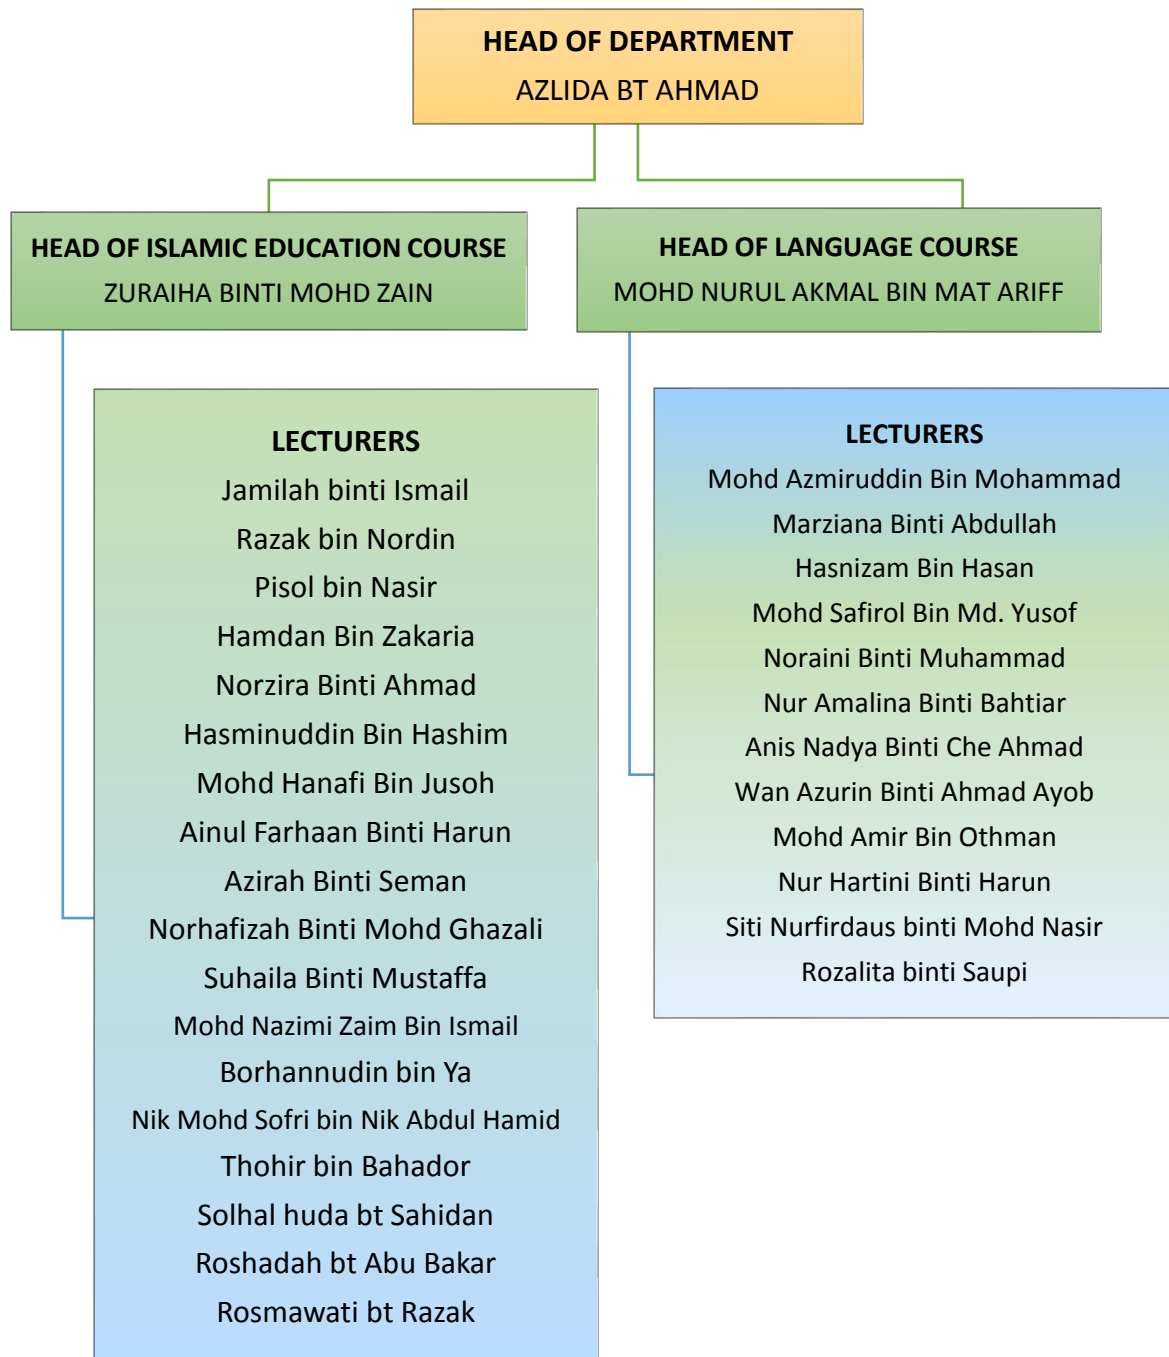 HEAD OF DEPARTMENT
AZLIDA BT AHMAD
HEAD OF ISLAMIC EDUCATION COURSE
ZURAIHA BINTI MOHD ZAIN
HEAD OF LANGUAGE COURSE
MOHD NURUL AKMAL BIN MAT ARIFF
LECTURERS
Jamilah binti Ismail
Razak bin Nordin
Pisol bin Nasir
Hamdan Bin Zakaria
Norzira Binti Ahmad
Hasminuddin Bin Hashim
Mohd Hanafi Bin Jusoh
Ainul Farhaan Binti Harun
Azirah Binti Seman
Norhafizah Binti Mohd Ghazali
Suhaila Binti Mustaffa
Mohd Nazimi Zaim Bin Ismail
Borhannudin bin Ya
Nik Mohd Sofri bin Nik Abdul Hamid
Thohir bin Bahador
Solhal huda bt Sahidan
Roshadah bt Abu Bakar
Rosmawati bt Razak
LECTURERS
Mohd Azmiruddin Bin Mohammad
Marziana Binti Abdullah
Hasnizam Bin Hasan
Mohd Safirol Bin Md. Yusof
Noraini Binti Muhammad
Nur Amalina Binti Bahtiar
Anis Nadya Binti Che Ahmad
Wan Azurin Binti Ahmad Ayob
Mohd Amir Bin Othman
Nur Hartini Binti Harun
Siti Nurfirdaus binti Mohd Nasir
Rozalita binti Saupi